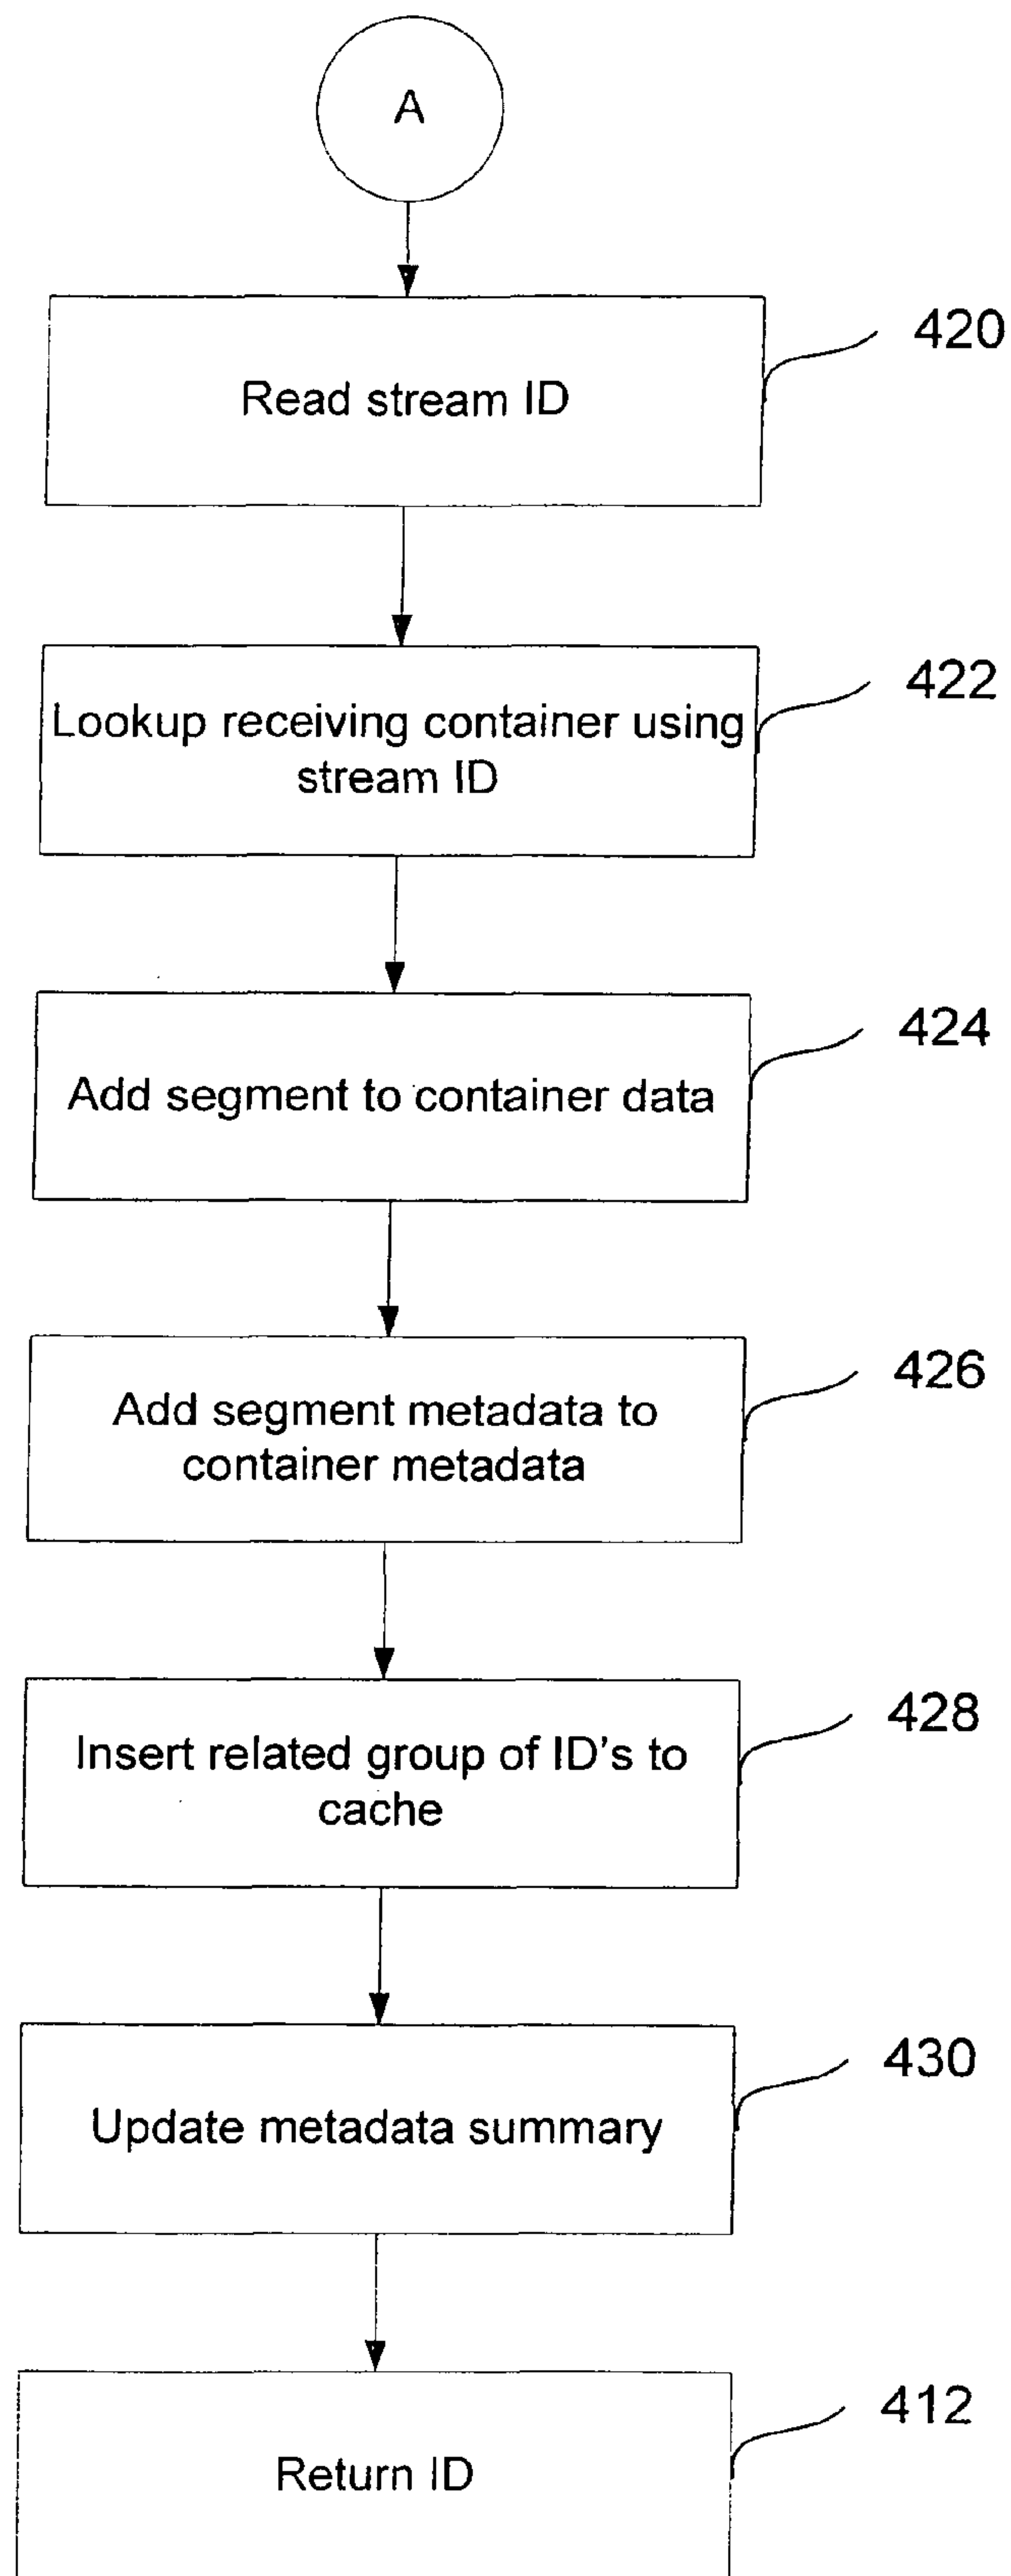 A
Read stream ID
420
Lookup receiving container using
stream ID
422
Add segment to container data
424
Add segment metadata to
container metadata
426
Insert related group of ID's to
cache
428
Update metadata summary
430
Return ID
412